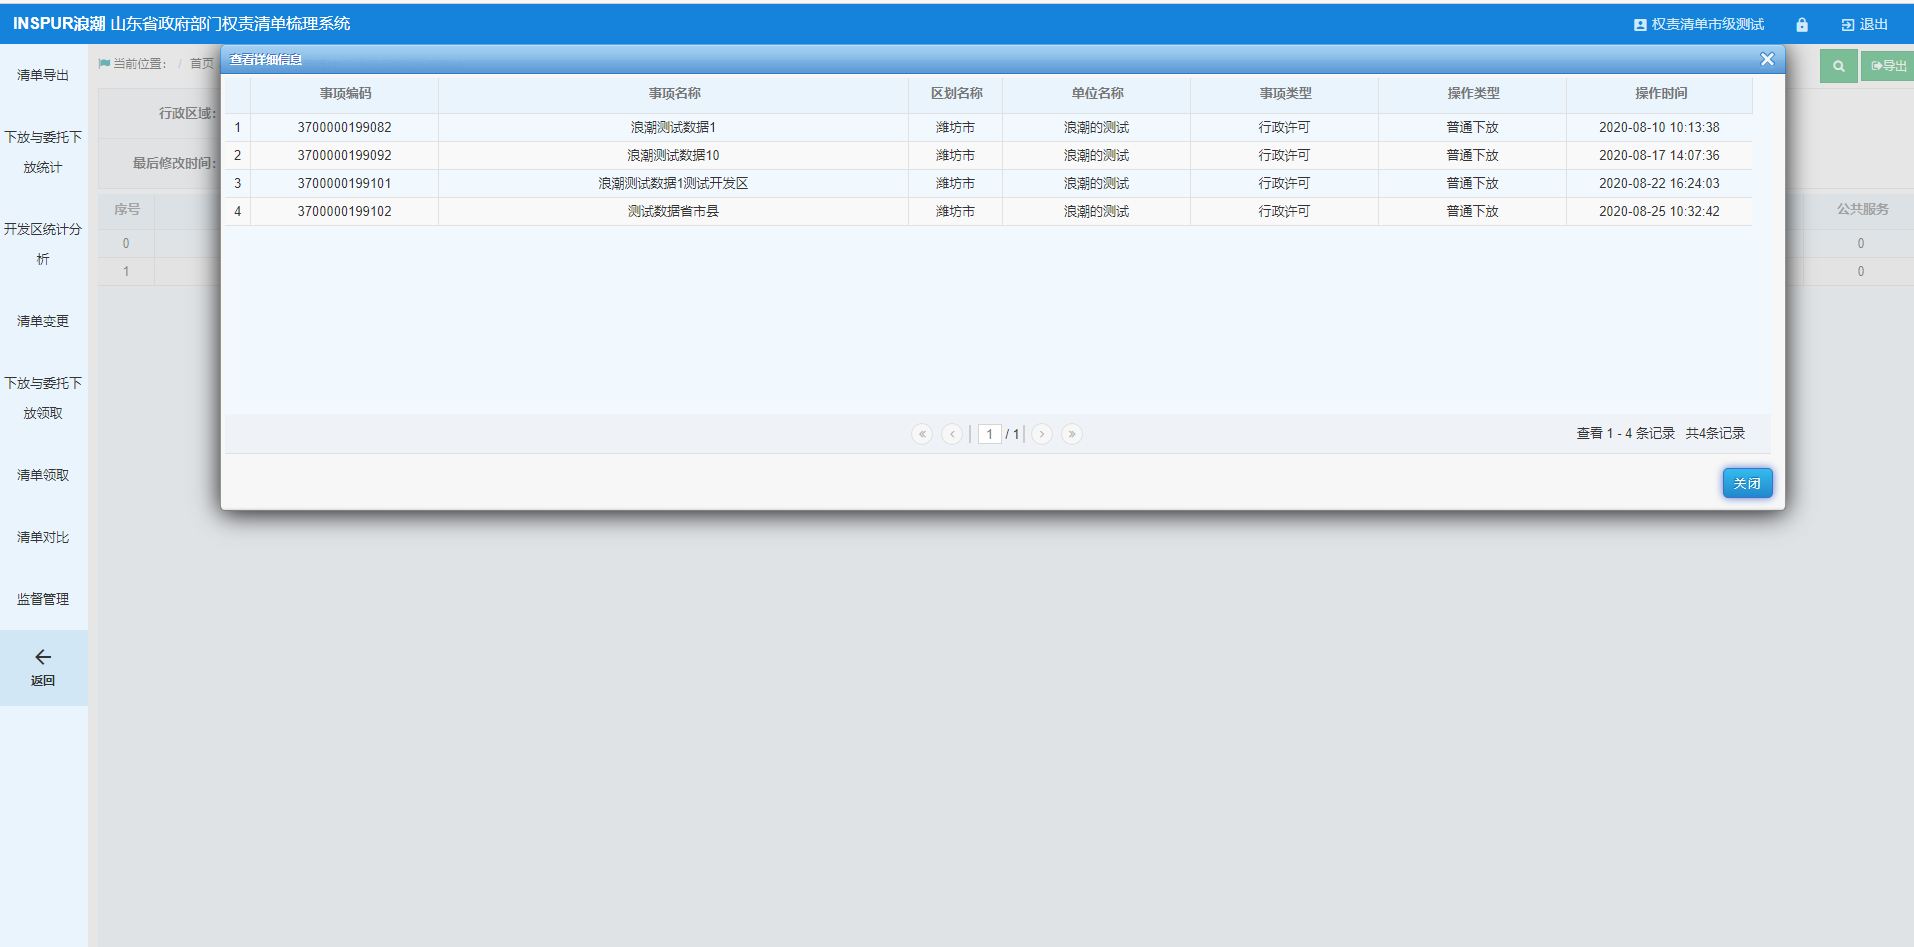 INSPUR浪潮 山东省政府部门权责清单梳理系统
权责清单市级测试
退出
清单导出
下放与委托下
放统计
开发区统计分
析
清单变更
下放与委托下
放领取
清单领取
清单对比
监督管理
返回
当前位置： / 首页
导出
行政区域：
最后修改时间：
序号
公共服务
0 0
1 0
查看详细信息
事项编码 事项名称 区划名称 单位名称 事项类型 操作类型 操作时间
1 3700000199082 浪潮测试数据1 潍坊市 浪潮的测试 行政许可 普通下放 2020-08-10 10:13:38
2 3700000199092 浪潮测试数据10 潍坊市 浪潮的测试 行政许可 普通下放 2020-08-17 14:07:36
3 3700000199101 浪潮测试数据1测试开发区 潍坊市 浪潮的测试 行政许可 普通下放 2020-08-22 16:24:03
4 3700000199102 测试数据省市县 潍坊市 浪潮的测试 行政许可 普通下放 2020-08-25 10:32:42
1 / 1
查看 1 - 4 条记录 共4条记录
关闭